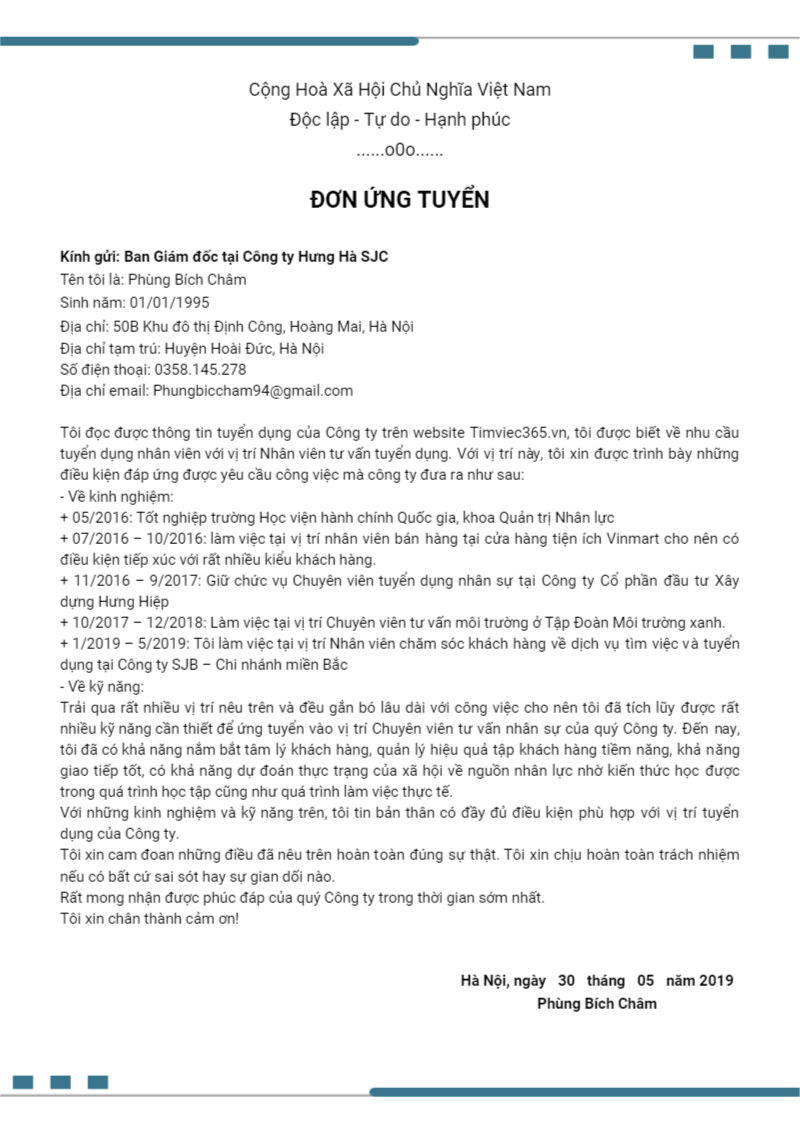 Cộng Hoà Xã Hội Chủ Nghĩa Việt Nam
Độc lập - Tự do - Hạnh phúc
......o0o......
ĐƠN ỨNG TUYỂN
Kính gửi: Ban Giám đốc tại Công ty Hưng Hà SJC
Tên tôi là: Phùng Bích Châm
Sinh năm: 01/01/1995
Địa chỉ: 50B Khu đô thị Định Công, Hoàng Mai, Hà Nội
Địa chỉ tạm trú: Huyện Hoài Đức, Hà Nội
Số điện thoại: 0358.145.278
Địa chỉ email: Phungbiccham94@gmail.com
Tôi đọc được thông tin tuyển dụng của Công ty trên website Timviec365.vn, tôi được biết về nhu cầu
tuyển dụng nhân viên với vị trí Nhân viên tư vấn tuyển dụng. Với vị trí này, tôi xin được trình bày những
điều kiện đáp ứng được yêu cầu công việc mà công ty đưa ra như sau:
- Về kinh nghiệm:
+ 05/2016: Tốt nghiệp trường Học viện hành chính Quốc gia, khoa Quản trị Nhân lực
+ 07/2016 – 10/2016: làm việc tại vị trí nhân viên bán hàng tại cửa hàng tiện ích Vinmart cho nên có
điều kiện tiếp xúc với rất nhiều kiểu khách hàng.
+ 11/2016 – 9/2017: Giữ chức vụ Chuyên viên tuyển dụng nhân sự tại Công ty Cổ phần đầu tư Xây
dựng Hưng Hiệp
+ 10/2017 – 12/2018: Làm việc tại vị trí Chuyên viên tư vấn môi trường ở Tập Đoàn Môi trường xanh.
+ 1/2019 – 5/2019: Tôi làm việc tại vị trí Nhân viên chăm sóc khách hàng về dịch vụ tìm việc và tuyển
dụng tại Công ty SJB – Chi nhánh miền Bắc
- Về kỹ năng:
Trải qua rất nhiều vị trí nêu trên và đều gắn bó lâu dài với công việc cho nên tôi đã tích lũy được rất
nhiều kỹ năng cần thiết để ứng tuyển vào vị trí Chuyên viên tư vấn nhân sự của quý Công ty. Đến nay,
tôi đã có khả năng nắm bắt tâm lý khách hàng, quản lý hiệu quả tập khách hàng tiềm năng, khả năng
giao tiếp tốt, có khả năng dự đoán thực trạng của xã hội về nguồn nhân lực nhờ kiến thức học được
trong quá trình học tập cũng như quá trình làm việc thực tế.
Với những kinh nghiệm và kỹ năng trên, tôi tin bản thân có đầy đủ điều kiện phù hợp với vị trí tuyển
dụng của Công ty.
Tôi xin cam đoan những điều đã nêu trên hoàn toàn đúng sự thật. Tôi xin chịu hoàn toàn trách nhiệm
nếu có bất cứ sai sót hay sự gian dối nào.
Rất mong nhận được phúc đáp của quý Công ty trong thời gian sớm nhất.
Tôi xin chân thành cảm ơn!
Hà Nội, ngày 30 tháng 05 năm 2019
Phùng Bích Châm